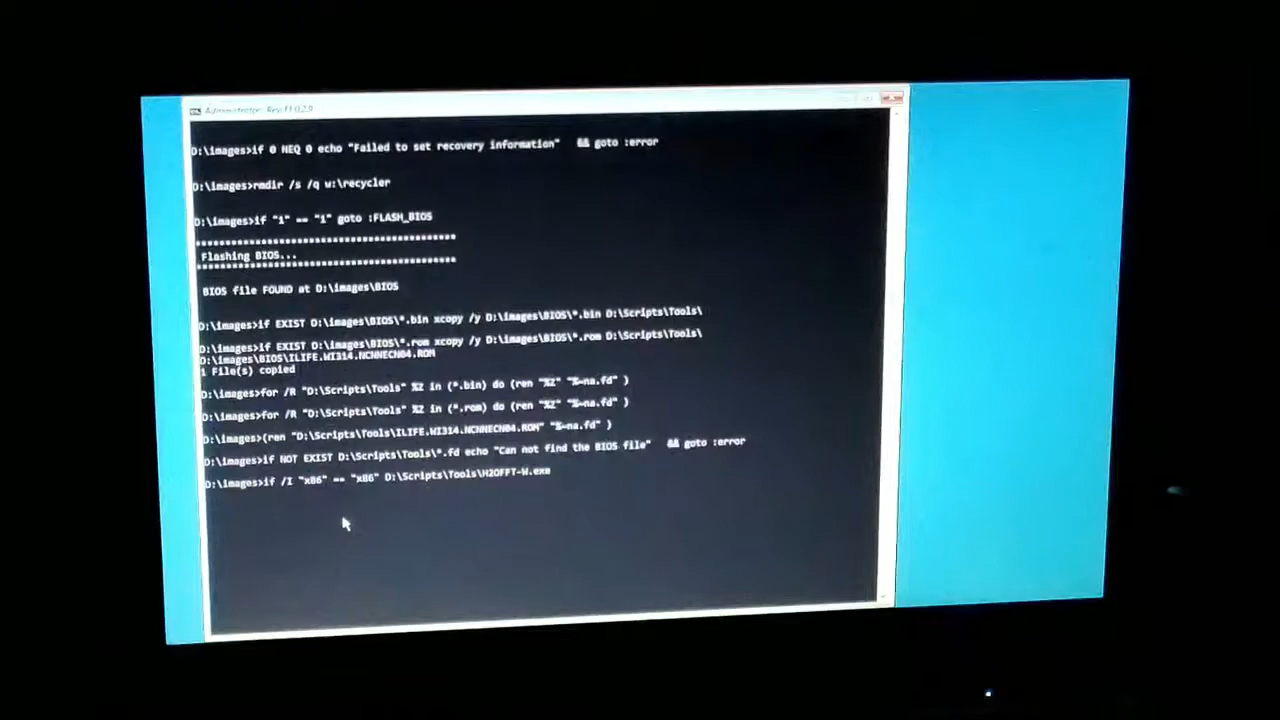 Administrator: Rev.11.0.2.9
D:\images>if 0 NEQ 0 echo "Failed to set recovery information"   && goto :error
D:\images>rmdir /s /q w:\recycler
D:\images>if "1" == "1" goto :FLASH_BIOS
*******************************************
Flashing BIOS...
*******************************************
BIOS file FOUND at D:\images\BIOS
D:\images>if EXIST D:\images\BIOS\*.bin xcopy /y D:\images\BIOS\*.bin D:\Scripts\Tools\
D:\images>if EXIST D:\images\BIOS\*.rom xcopy /y D:\images\BIOS\*.rom D:\Scripts\Tools\
D:\images\BIOS\ILIFE.WI314.NCNNECN04.ROM
1 File(s) copied
D:\images>for /R "D:\Scripts\Tools" %Z in (*.bin) do (ren "%Z" "%~na.fd" )
D:\images>for /R "D:\Scripts\Tools" %Z in (*.rom) do (ren "%Z" "%~na.fd" )
D:\images>(ren "D:\Scripts\Tools\ILIFE.WI314.NCNNECN04.ROM" "%~na.fd" )
D:\images>if NOT EXIST D:\Scripts\Tools\*.fd echo "Can not find the BIOS file"   && goto :error
D:\images>if /I "x86" == "x86" D:\Scripts\Tools\H2OFFT-W.exe